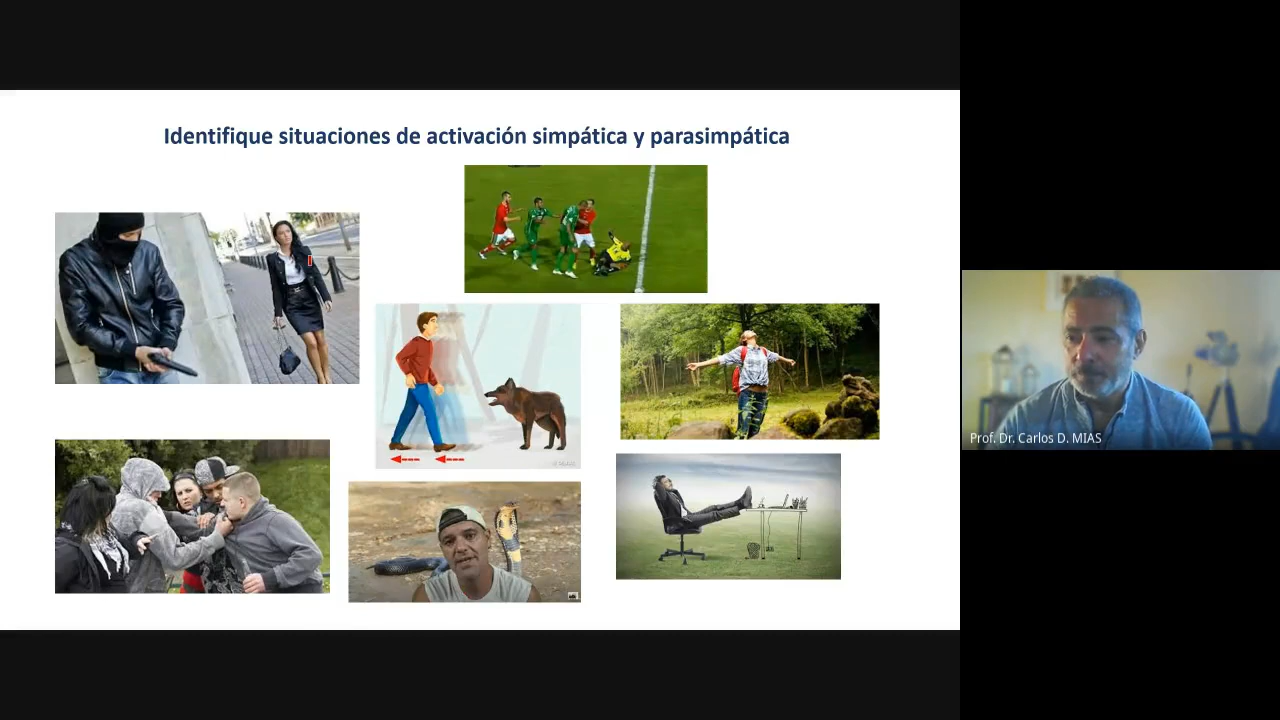 Identifique situaciones de activación simpática y parasimpática
Prof. Dr. Carlos D. MIAS